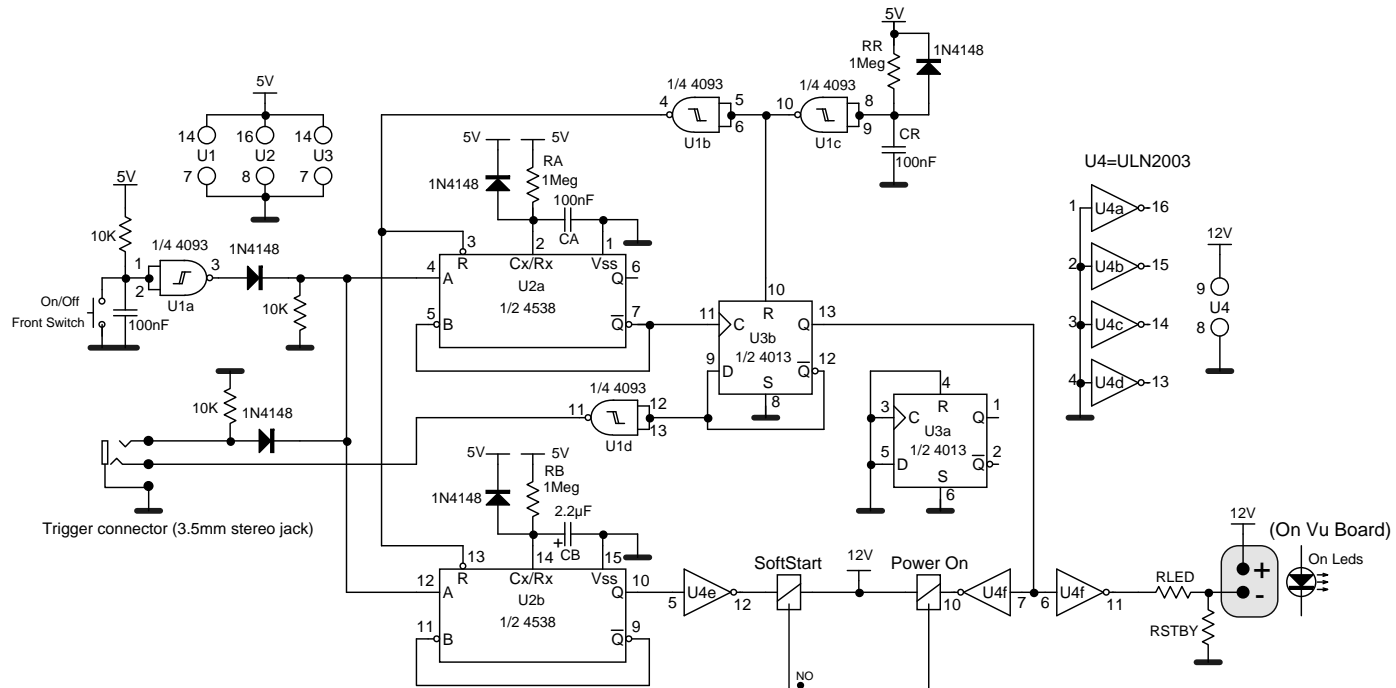 5V
RR
1Meg
1N4148
1/4 4093
4
5
6
U1b
1/4 4093
10
8
9
U1c
CR
100nF
5V
14
16
14
U1
U2
U3
7
8
7
5V
5V
1N4148
RA
1Meg
100nF
CA
U4=ULN2003
1
U4a
16
2
U4b
15
3
U4c
14
4
U4d
13
12V
9
U4
8
5V
10K
1/4 4093
1
2
3
U1a
1N4148
10K
On/Off
Front Switch
100nF
3
2
1
4
A
R
Cx/Rx
Vss
6
Q
U2a
1/2 4538
5
B
7
Q
10
R
11
C
Q
13
U3b
1/2 4013
9
D
Q
12
S
8
1/4 4093
11
12
13
U1d
4
R
3
C
Q
1
U3a
1/2 4013
5
D
Q
2
S
6
10K
1N4148
Trigger connector (3.5mm stereo jack)
5V
5V
1N4148
RB
1Meg
2.2µF
+
CB
13
14
15
12
A
R
Cx/Rx
Vss
10
Q
U2b
1/2 4538
11
B
9
Q
5
U4e
12
SoftStart
12V
Power On
10
U4f
7
6
U4f
11
RLED
RSTBY
12V
+
-
(On Vu Board)
On Leds
NO